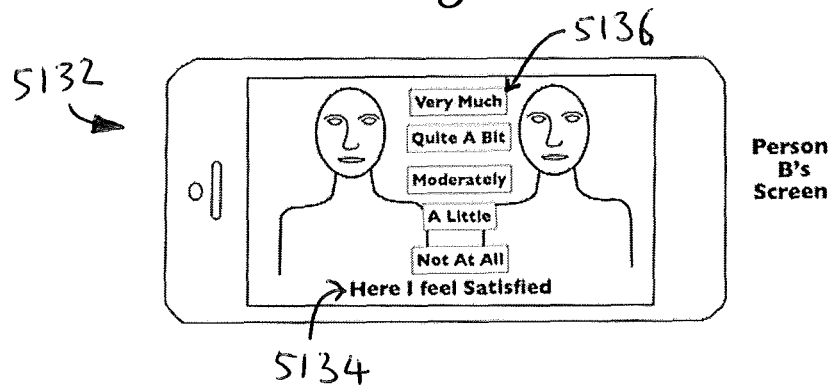 5136
5132
Very Much
Quite A Bit
Moderately
A Little
Not At All
Here I feel Satisfied
Person
B's
Screen
5134